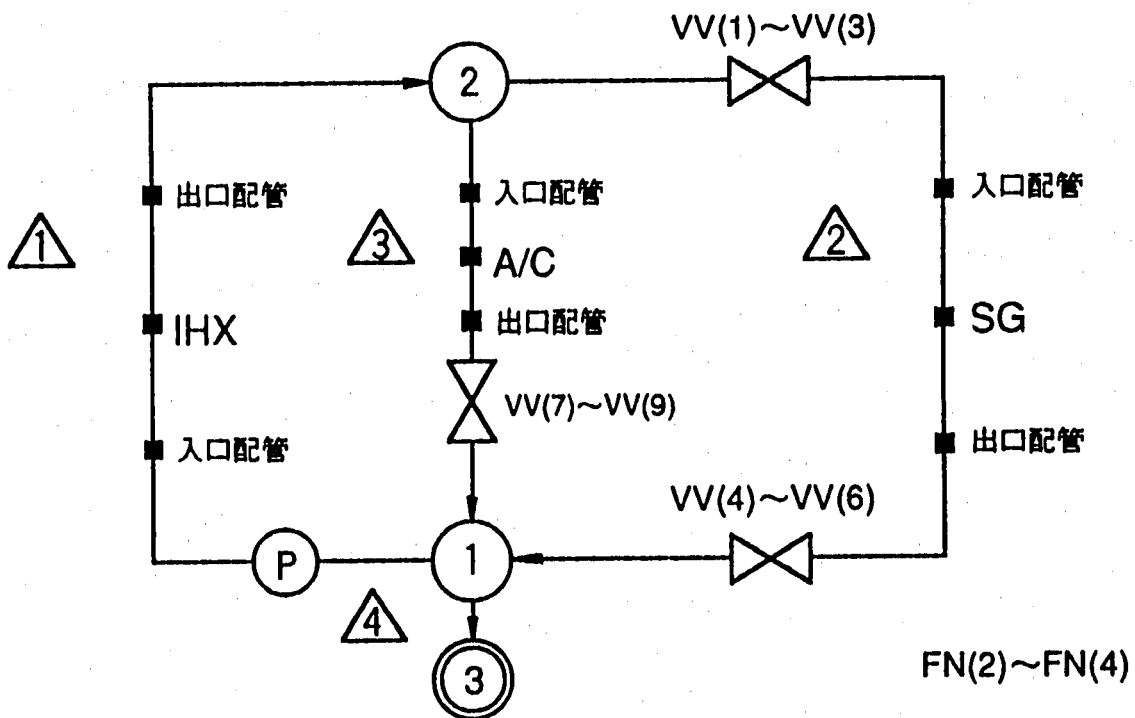 VV(1)～VV(3)
2
出口配管
入口配管
入口配管
1
3
2
A/C
IHX
出口配管
SG
VV(7)～VV(9)
入口配管
出口配管
VV(4)～VV(6)
P
1
4
3
FN(2)～FN(4)